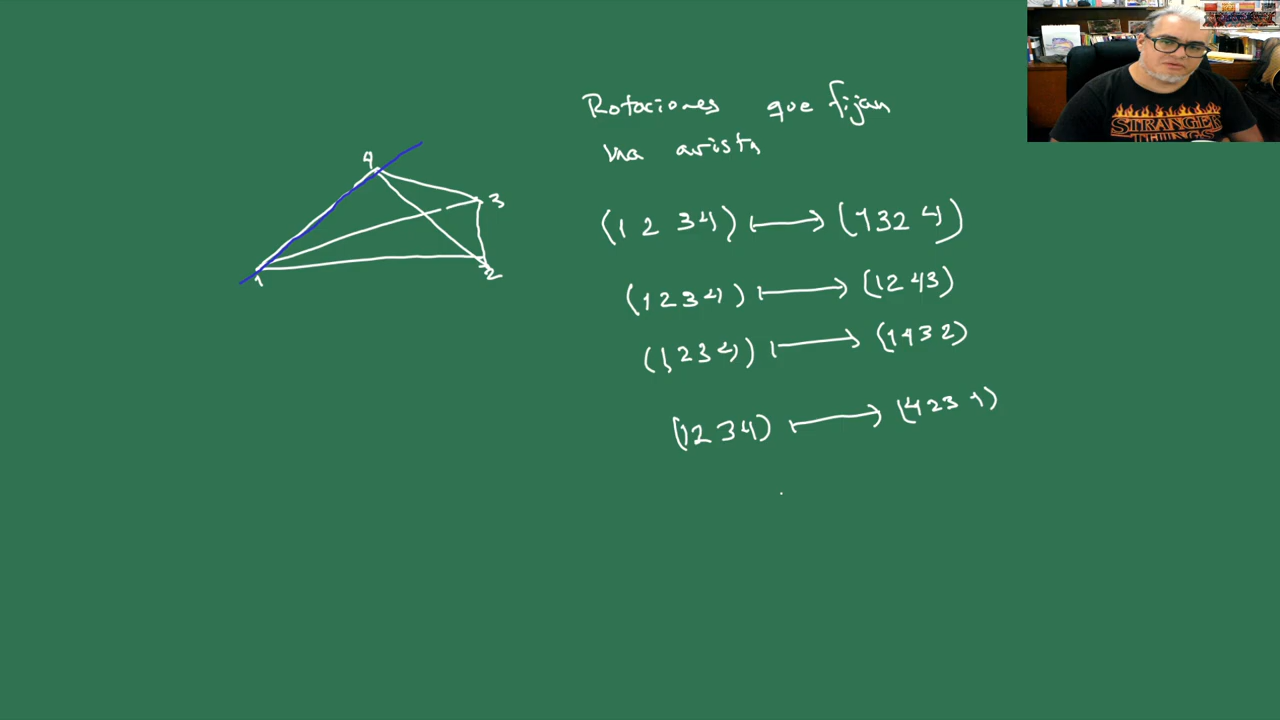 Rotaciones que fijan
una arista
4
3
1
2
(1 2 3 4) ⟼ (1 3 2 4)
(1 2 3 4) ⟼ (1 2 4 3)
(1 2 3 4) ⟼ (1 4 3 2)
(1 2 3 4) ⟼ (4 2 3 1)
STRANGER
THINGS